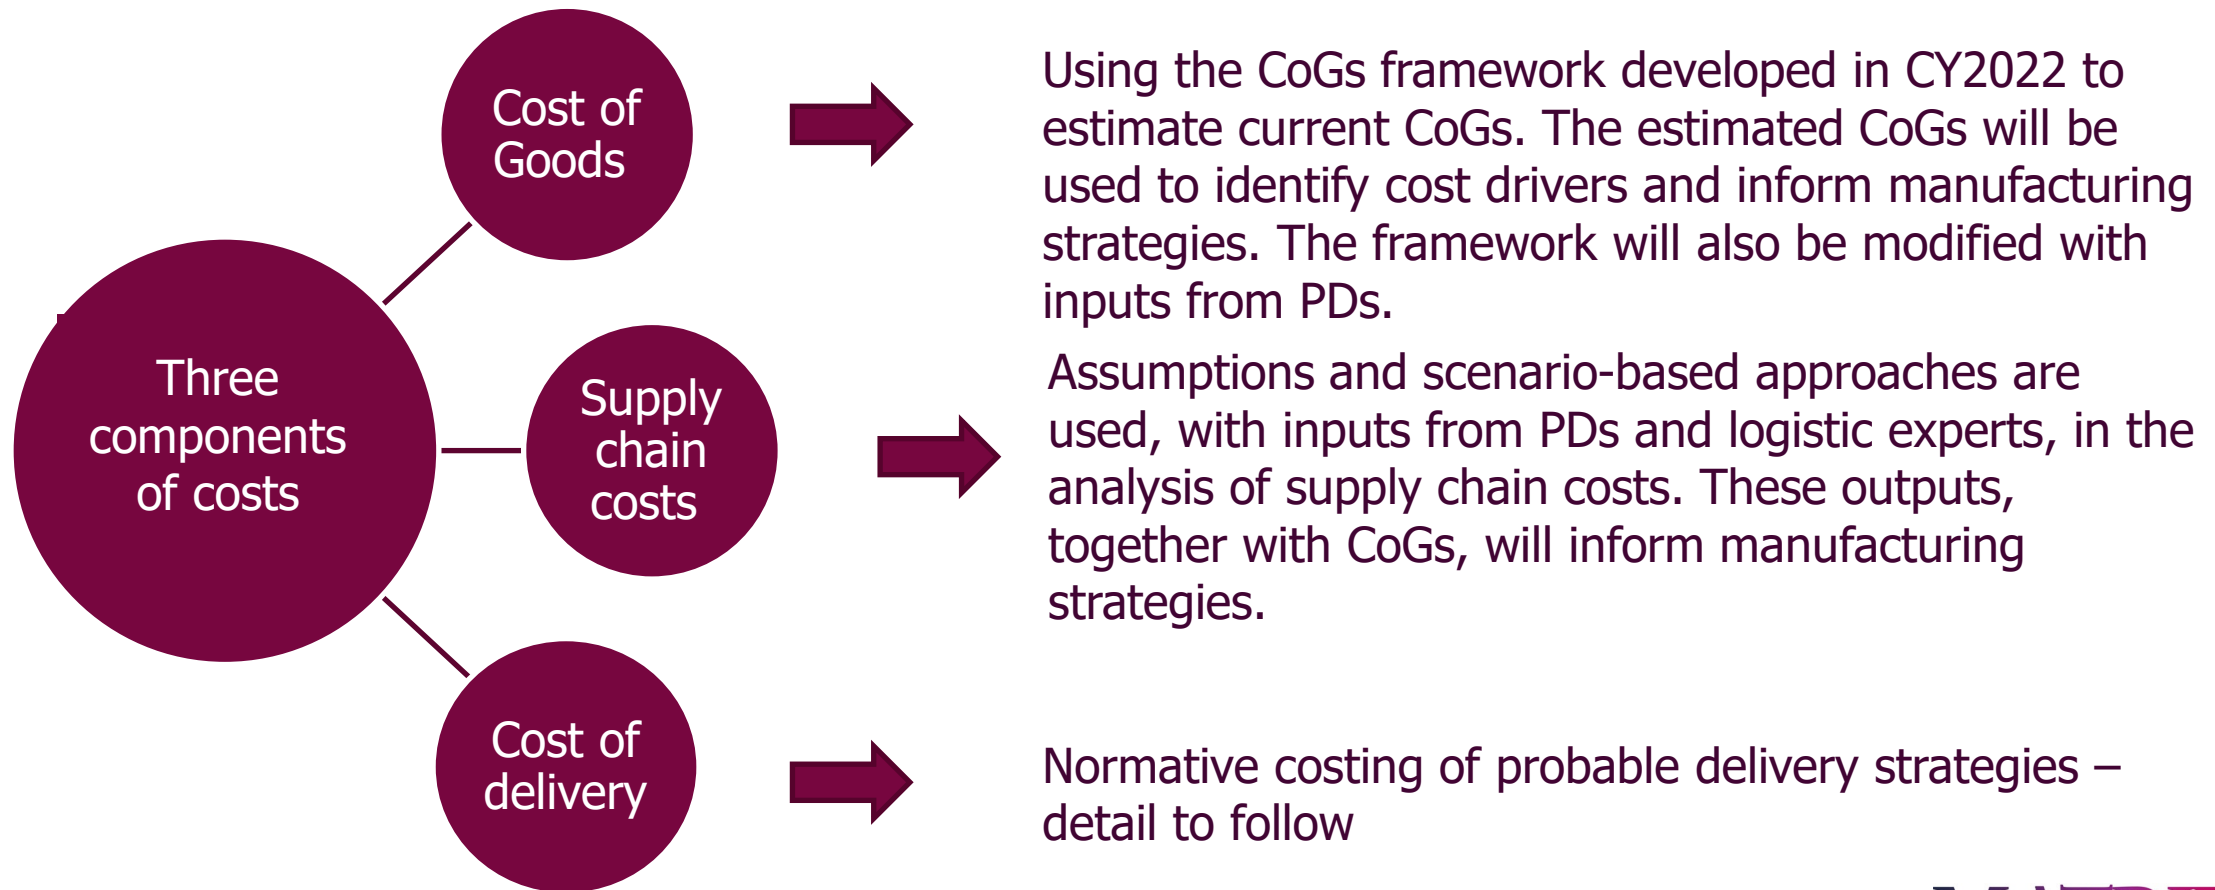 Three
components
of costs
Cost of
Goods
Using the CoGs framework developed in CY2022 to
estimate current CoGs. The estimated CoGs will be
used to identify cost drivers and inform manufacturing
strategies. The framework will also be modified with
inputs from PDs.
Supply
chain
costs
Assumptions and scenario-based approaches are
used, with inputs from PDs and logistic experts, in the
analysis of supply chain costs. These outputs,
together with CoGs, will inform manufacturing
strategies.
Cost of
delivery
Normative costing of probable delivery strategies –
detail to follow